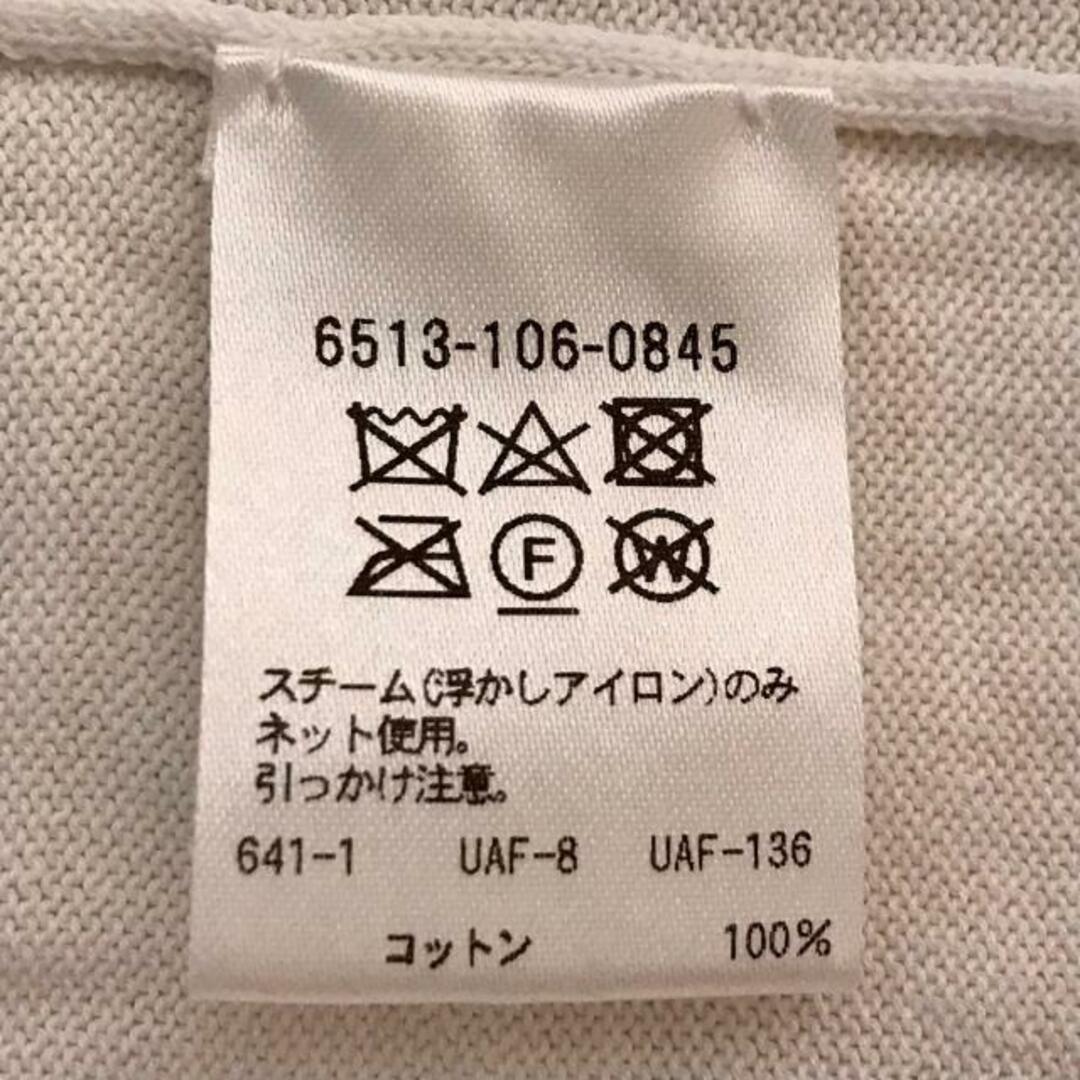 6513-106-0845
F W
スチーム(浮かしアイロン)のみ
ネット使用。
引っかけ注意。
641-1 UAF-8 UAF-136
コットン 100%